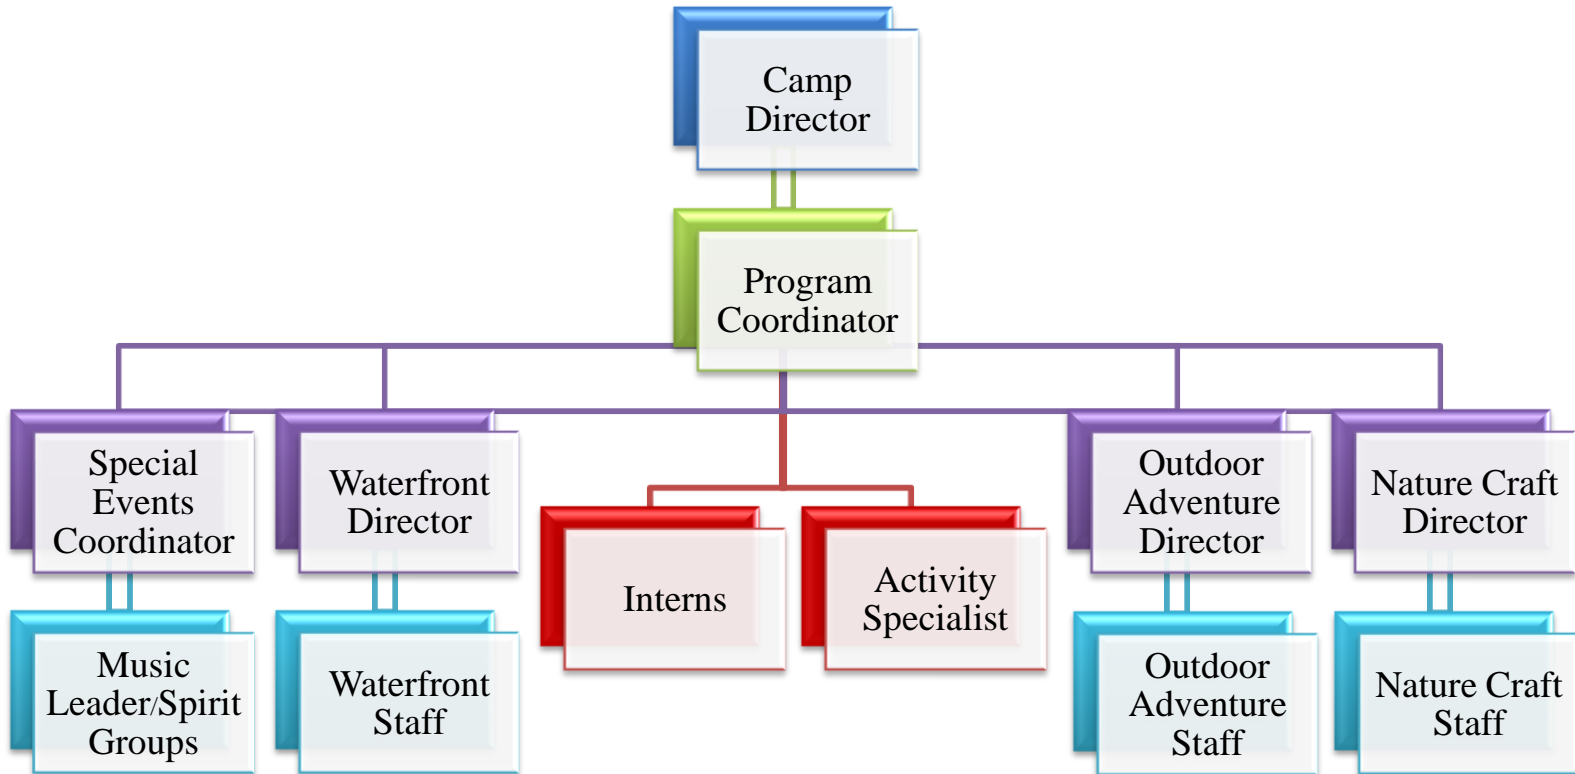 Camp
Director
Program
Coordinator
Special
Events
Coordinator
Waterfront
Director
Interns
Activity
Specialist
Outdoor
Adventure
Director
Nature Craft
Director
Music
Leader/Spirit
Groups
Waterfront
Staff
Outdoor
Adventure
Staff
Nature Craft
Staff